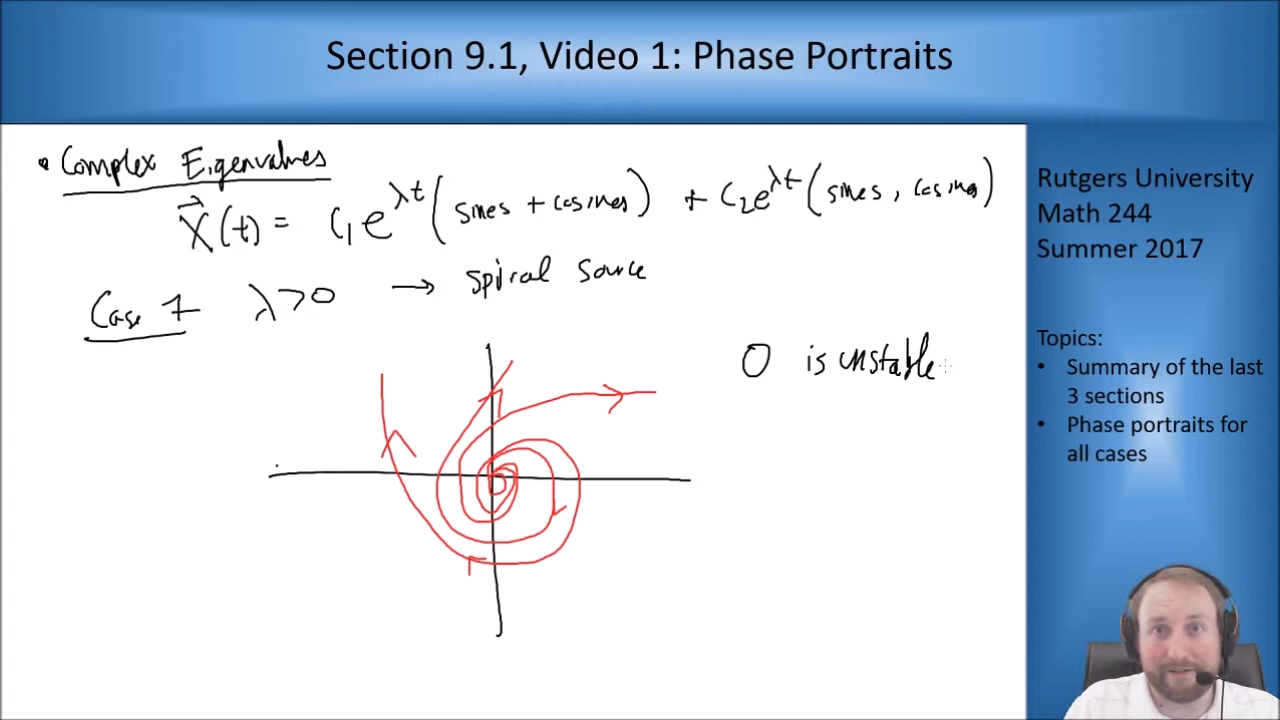 Section 9.1, Video 1: Phase Portraits
• Complex Eigenvalues
X⃗(t) = C₁e^λt (sines + cosines) + C₂e^λt (sines, cosines)
Case 7 λ>0 → spiral source
0 is unstable
Rutgers University
Math 244
Summer 2017
Topics:
• Summary of the last
3 sections
• Phase portraits for
all cases